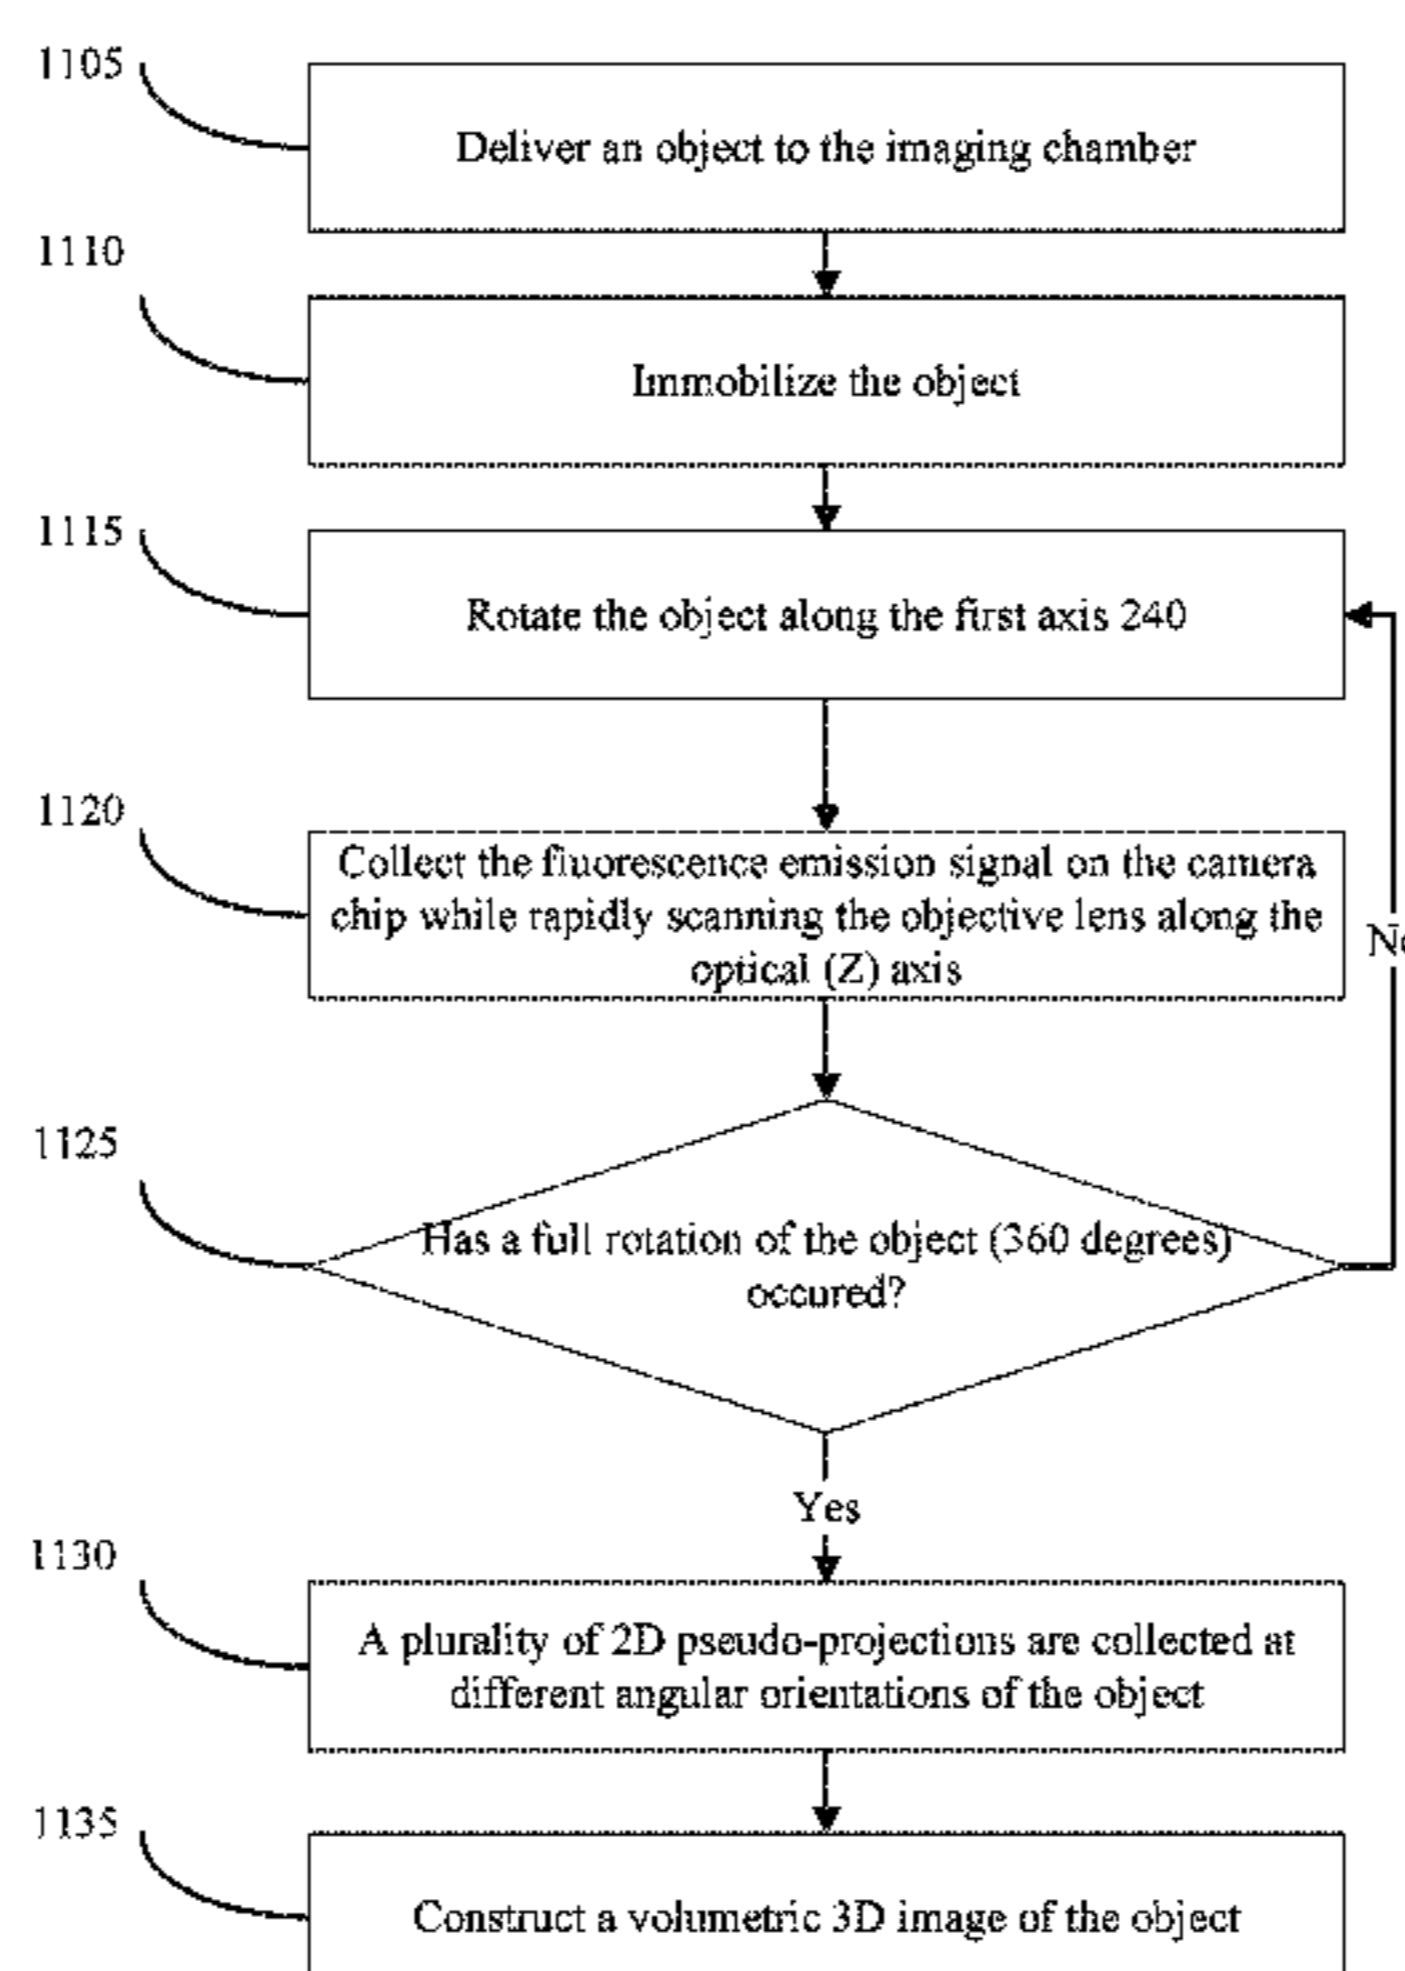 1105
Deliver an object to the imaging chamber
1110
Immobilize the object
1115
Rotate the object along the first axis 240
1120
Collect the fluorescence emission signal on the camera
chip while rapidly scanning the objective lens along the
optical (Z) axis
1125
Has a full rotation of the object (360 degrees)
occured?
Yes
1130
A plurality of 2D pseudo-projections are collected at
different angular orientations of the object
1135
Construct a volumetric 3D image of the object